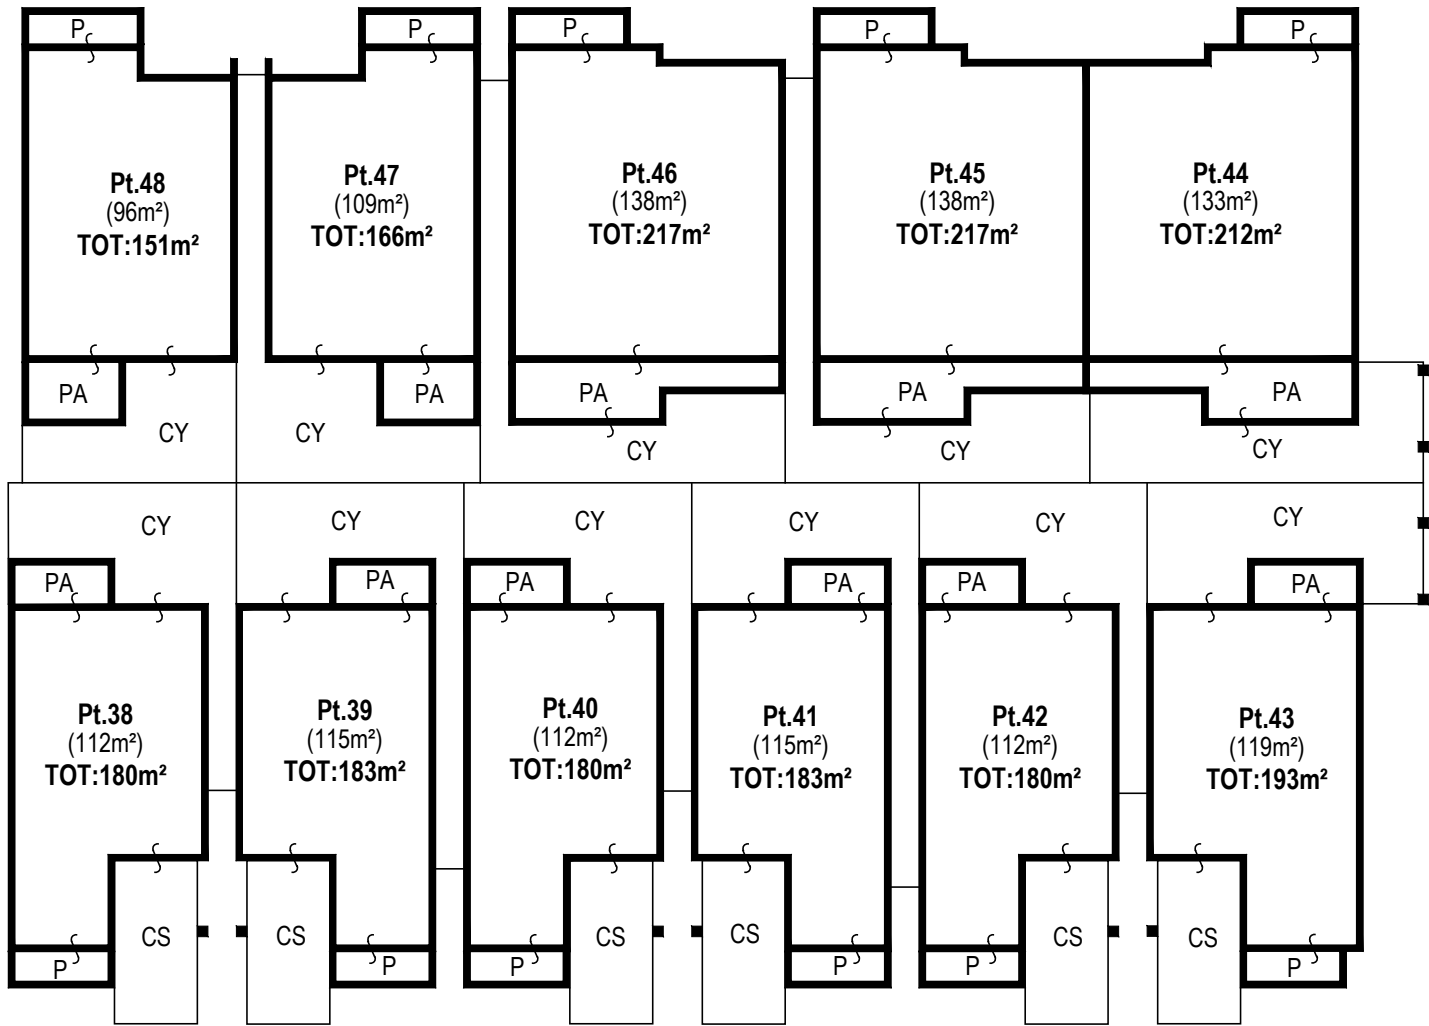 P
P
P
P
P
Pt.48
(96m²)
TOT:151m²
Pt.47
(109m²)
TOT:166m²
Pt.46
(138m²)
TOT:217m²
Pt.45
(138m²)
TOT:217m²
Pt.44
(133m²)
TOT:212m²
PA
PA
PA
PA
PA
CY
CY
CY
CY
CY
CY
CY
CY
CY
CY
CY
PA
PA
PA
PA
PA
PA
Pt.38
(112m²)
TOT:180m²
Pt.39
(115m²)
TOT:183m²
Pt.40
(112m²)
TOT:180m²
Pt.41
(115m²)
TOT:183m²
Pt.42
(112m²)
TOT:180m²
Pt.43
(119m²)
TOT:193m²
CS
CS
CS
CS
CS
CS
P
P
P
P
P
P